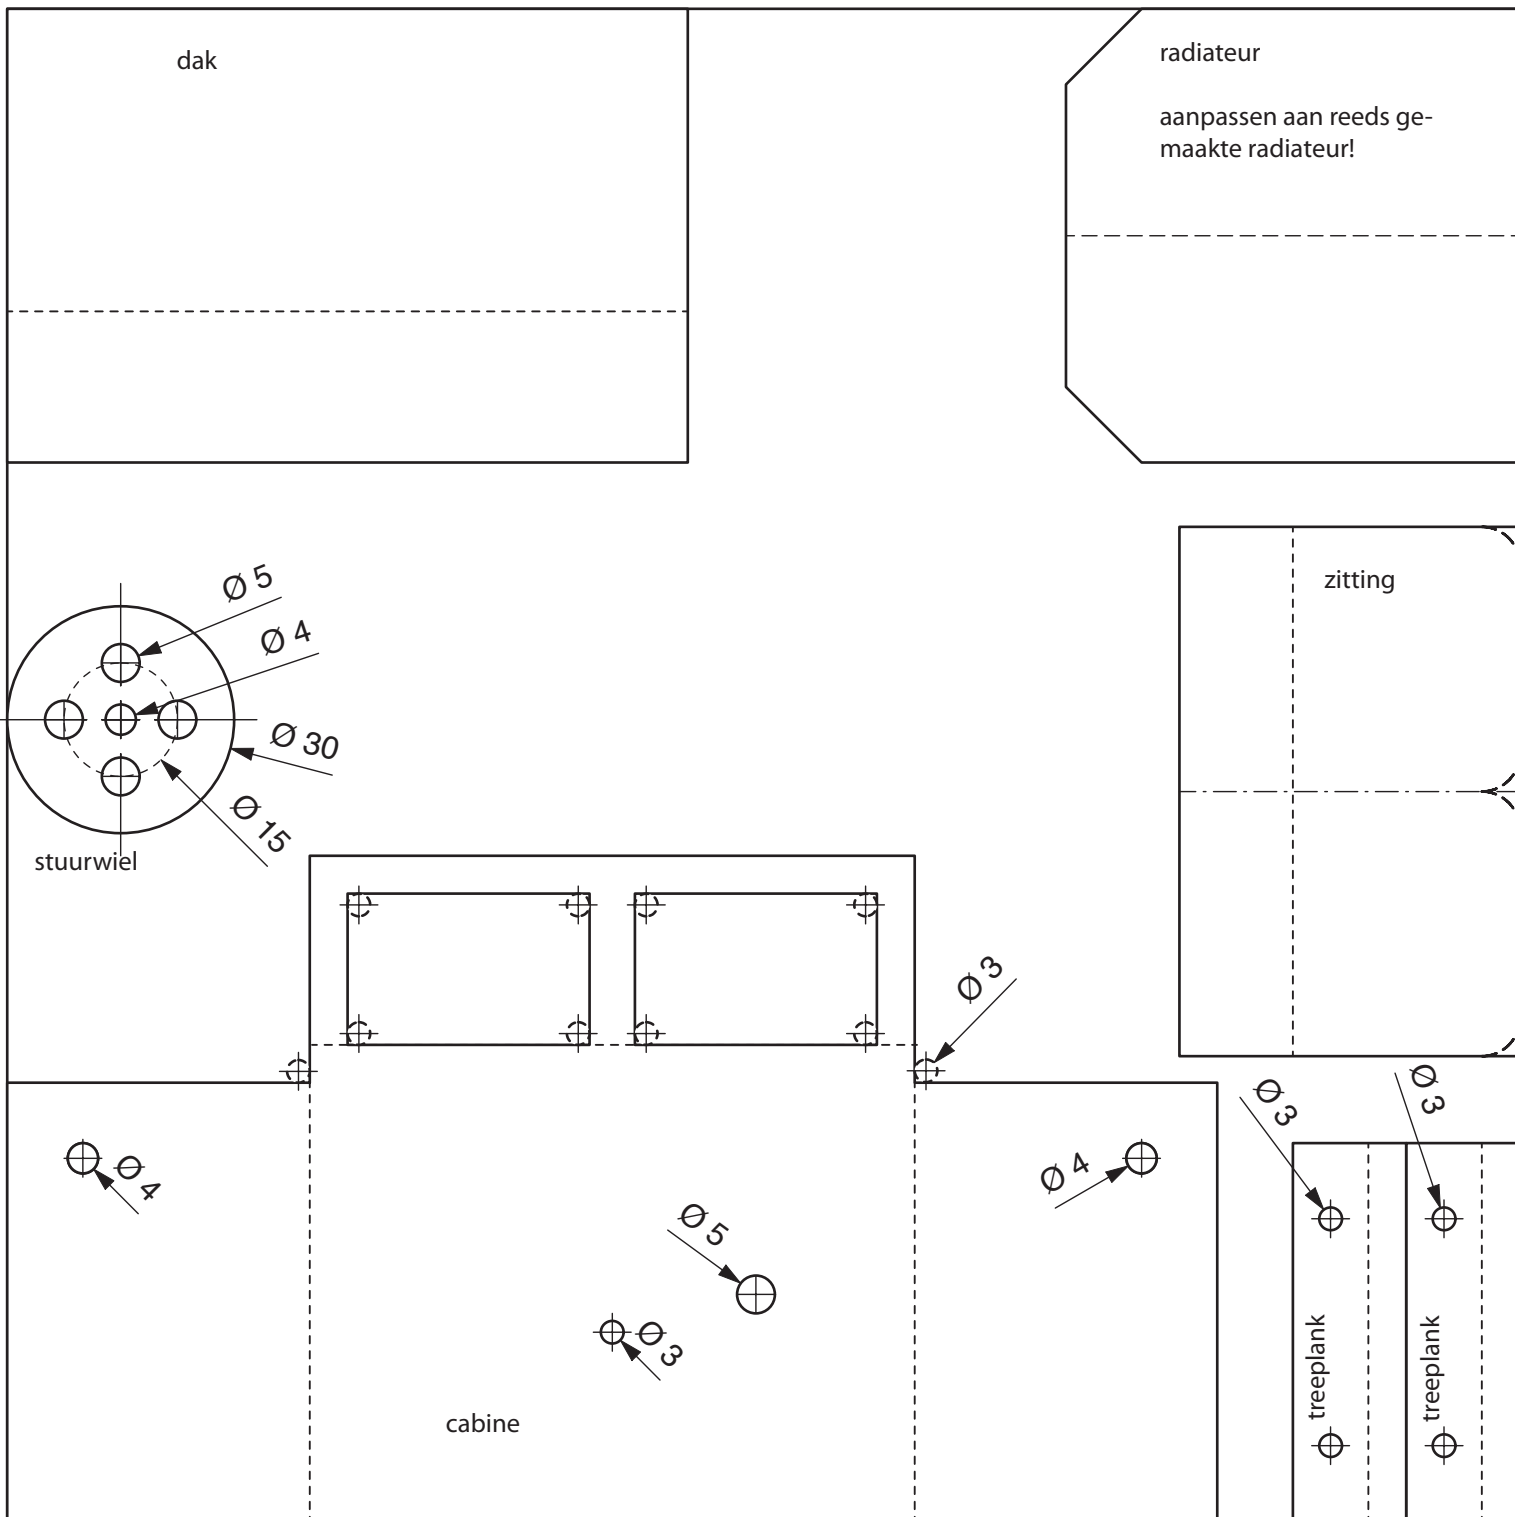 dak
radiateur
aanpassen aan reeds ge-
maakte radiateur!
Ø 5
Ø 4
Ø 30
Ø 15
stuurwiel
zitting
Ø 3
Ø 3
Ø 3
Ø 4
Ø 4
Ø 5
Ø 3
cabine
treeplank
treeplank